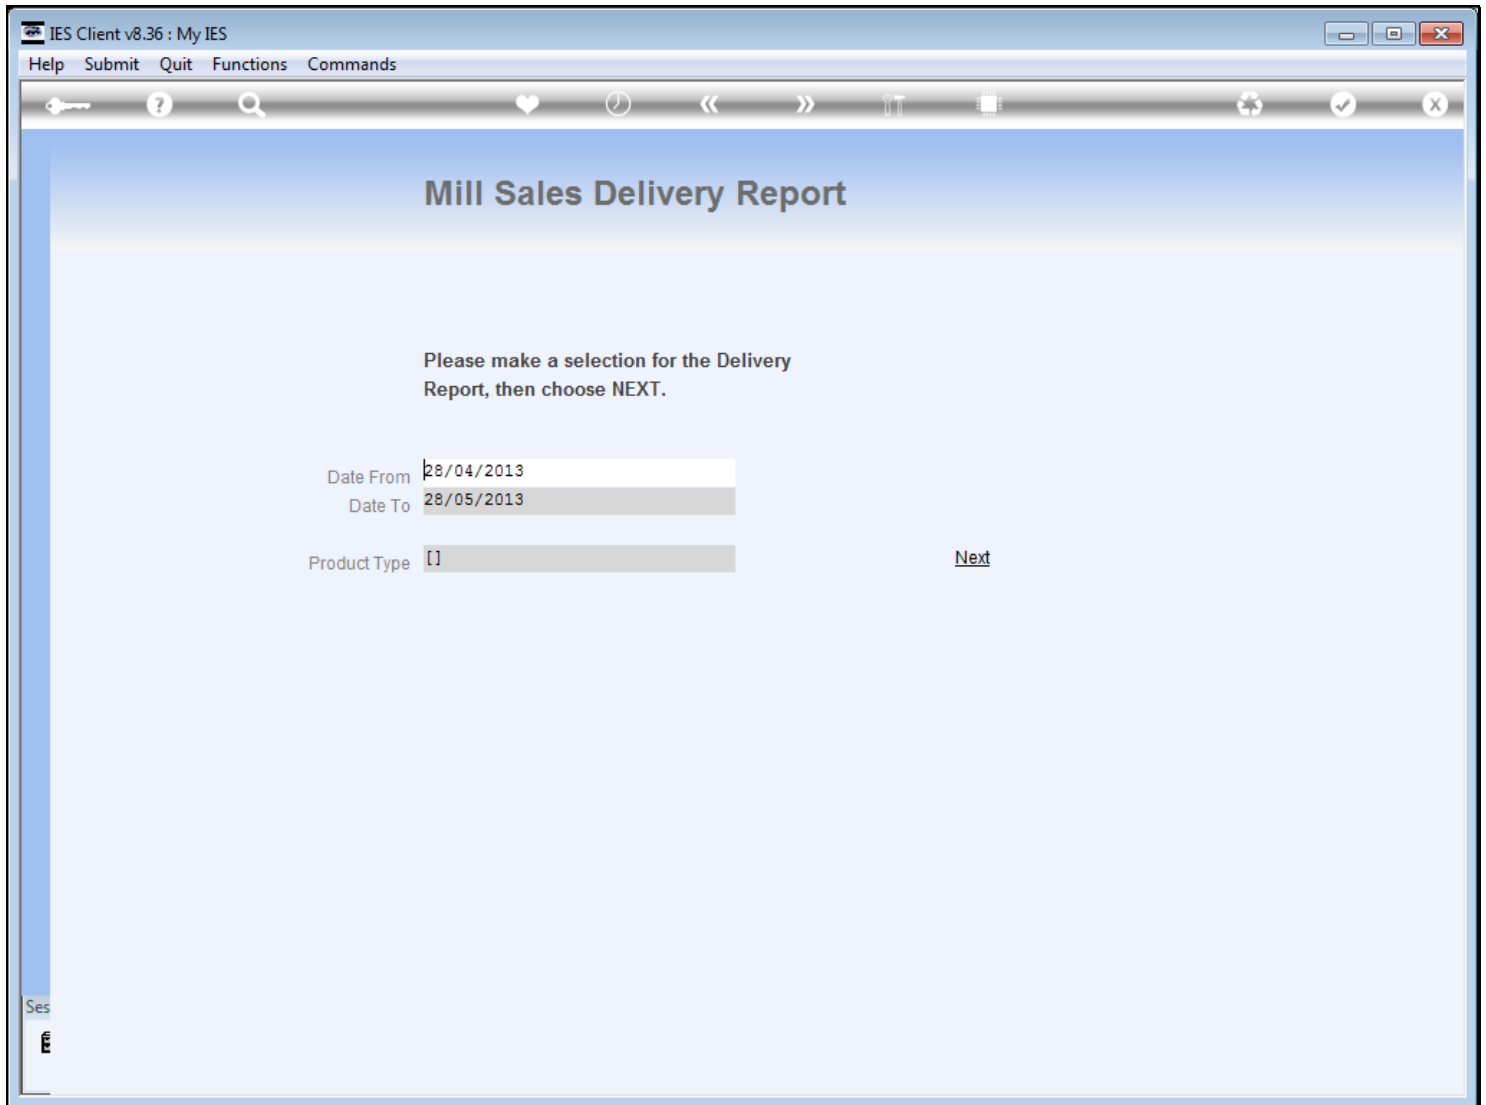 IES Client v8.36 : My IES
Help Submit Quit Functions Commands
Mill Sales Delivery Report
Please make a selection for the Delivery
Report, then choose NEXT.
Date From 28/04/2013
Date To 28/05/2013
Product Type [] Next
Ses